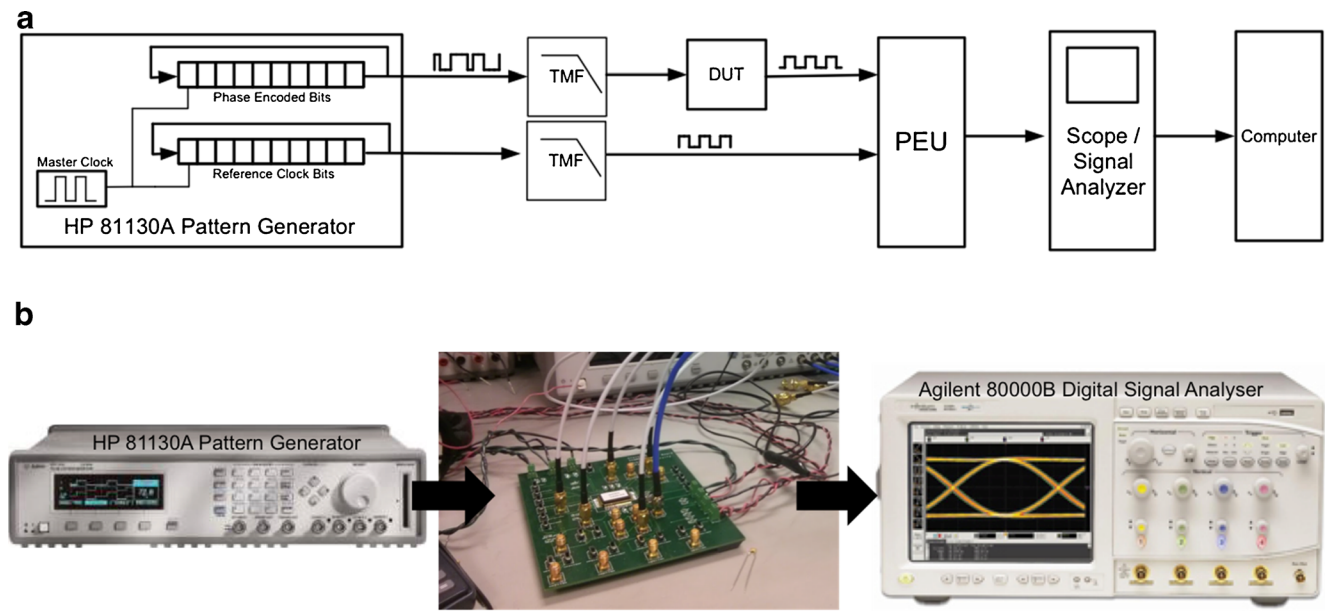 a
Phase Encoded Bits
Reference Clock Bits
Master Clock
HP 81130A Pattern Generator
TMF
DUT
TMF
PEU
Scope /
Signal
Analyzer
Computer
b
HP 81130A Pattern Generator
Agilent 80000B Digital Signal Analyser